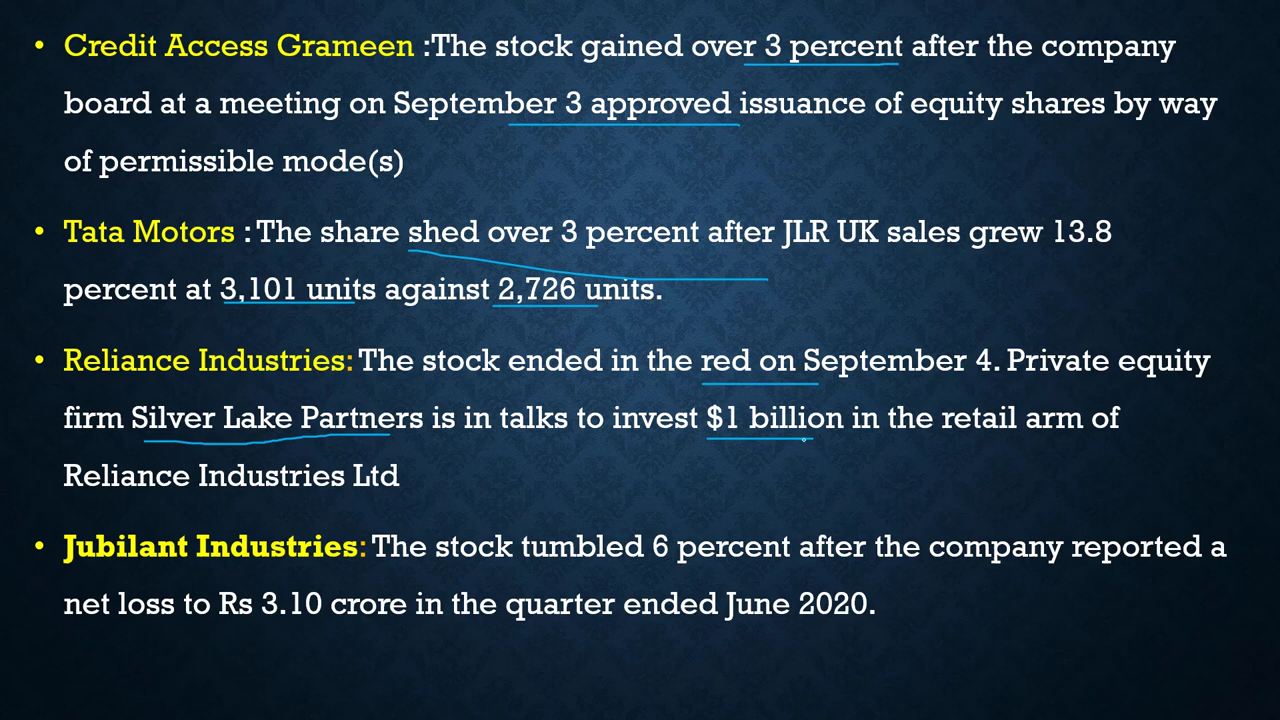 • Credit Access Grameen :The stock gained over 3 percent after the company
board at a meeting on September 3 approved issuance of equity shares by way
of permissible mode(s)
• Tata Motors : The share shed over 3 percent after JLR UK sales grew 13.8
percent at 3,101 units against 2,726 units.
• Reliance Industries: The stock ended in the red on September 4. Private equity
firm Silver Lake Partners is in talks to invest $1 billion in the retail arm of
Reliance Industries Ltd
• Jubilant Industries: The stock tumbled 6 percent after the company reported a
net loss to Rs 3.10 crore in the quarter ended June 2020.